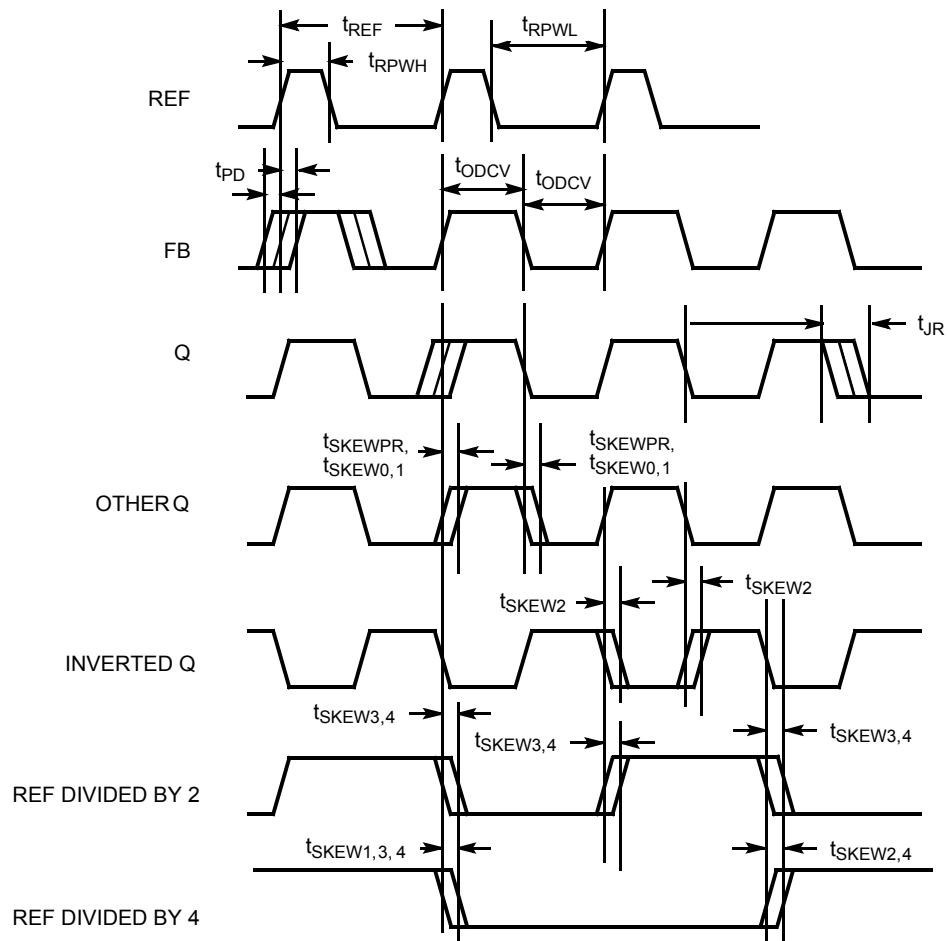 tREF
tRPWL
tRPWH
REF
tPD
tODCV
tODCV
FB
tJR
Q
tSKEWPR,
tSKEW0, 1
tSKEWPR,
tSKEW0, 1
OTHER Q
tSKEW2
tSKEW2
INVERTED Q
tSKEW3,4
tSKEW3,4
tSKEW3,4
REF DIVIDED BY 2
tSKEW1,3, 4
tSKEW2,4
REF DIVIDED BY 4